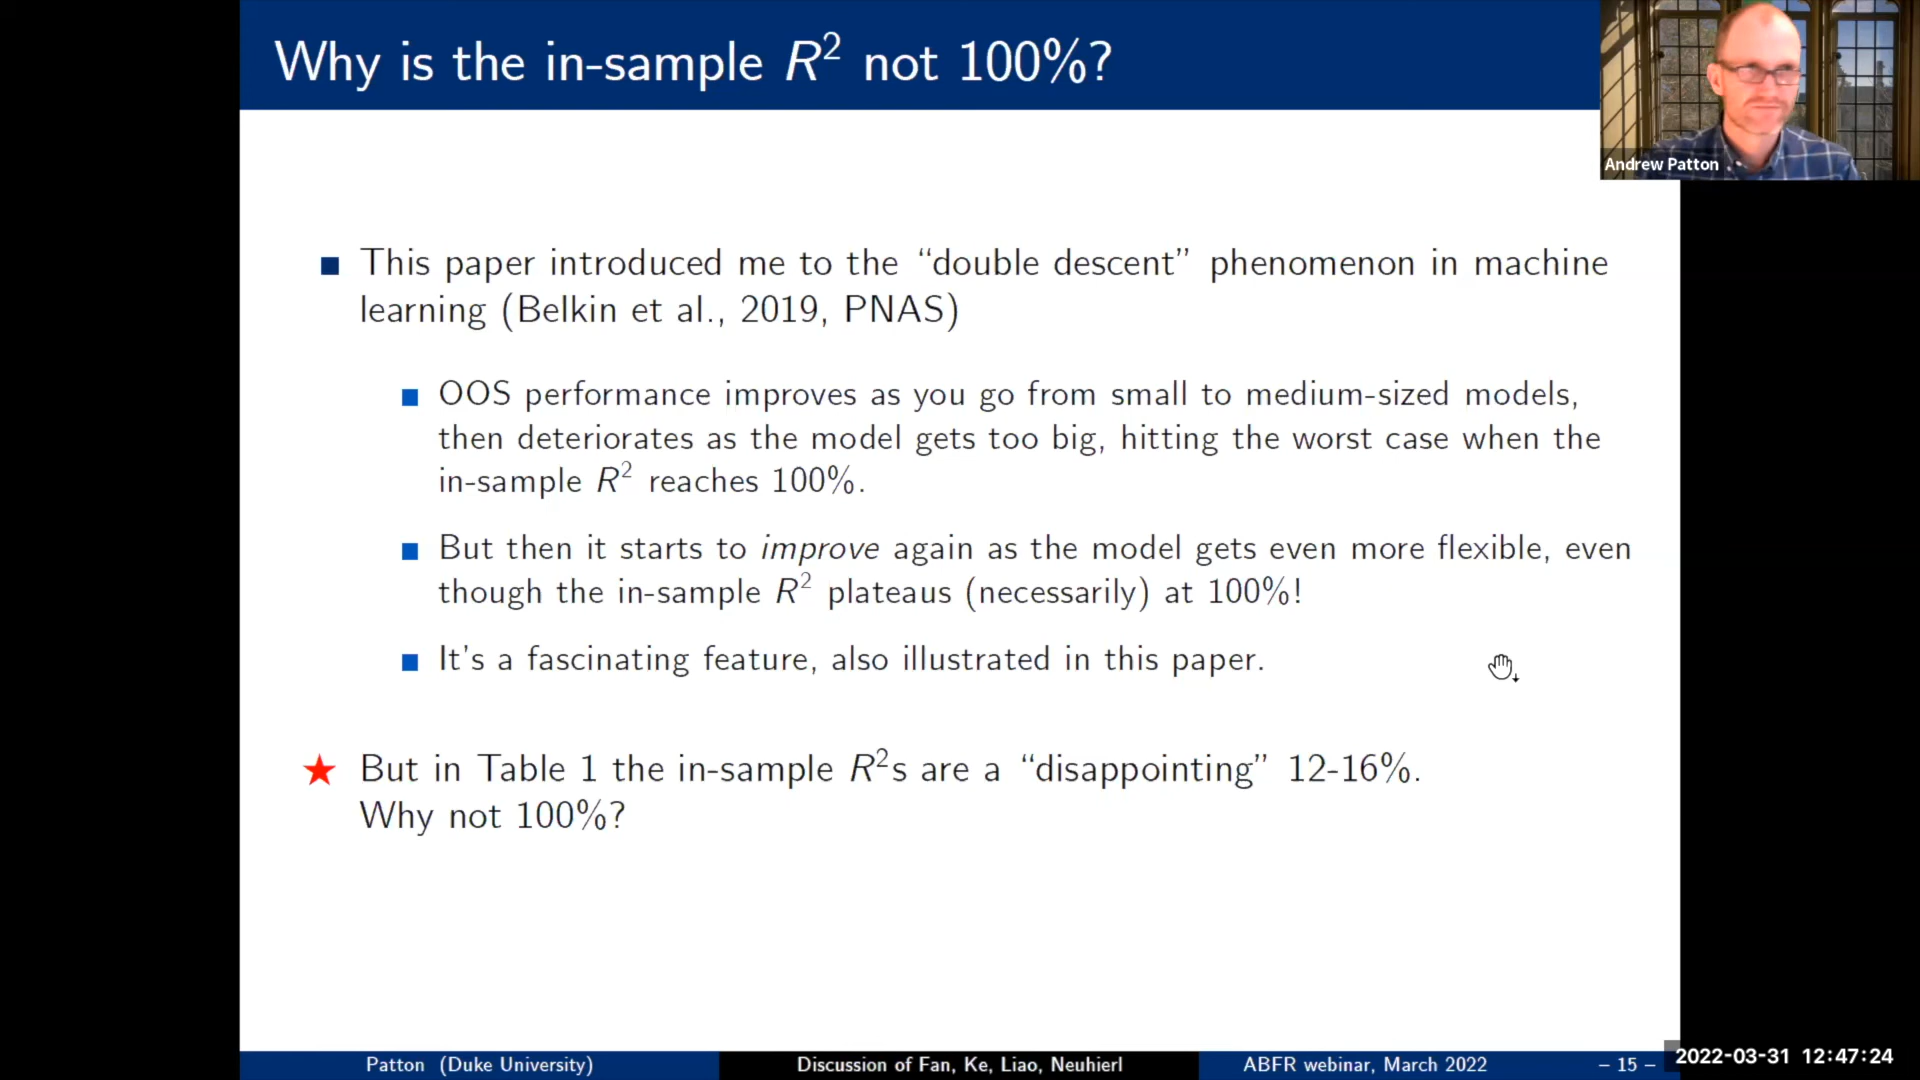 Why is the in-sample R² not 100%?
Andrew Patton
This paper introduced me to the “double descent” phenomenon in machine
learning (Belkin et al., 2019, PNAS)
OOS performance improves as you go from small to medium-sized models,
then deteriorates as the model gets too big, hitting the worst case when the
in-sample R² reaches 100%.
But then it starts to improve again as the model gets even more flexible, even
though the in-sample R² plateaus (necessarily) at 100%!
It's a fascinating feature, also illustrated in this paper.
But in Table 1 the in-sample R²s are a “disappointing” 12-16%.
Why not 100%?
Patton (Duke University) Discussion of Fan, Ke, Liao, Neuhierl ABFR webinar, March 2022 – 15 –
2022-03-31 12:47:24